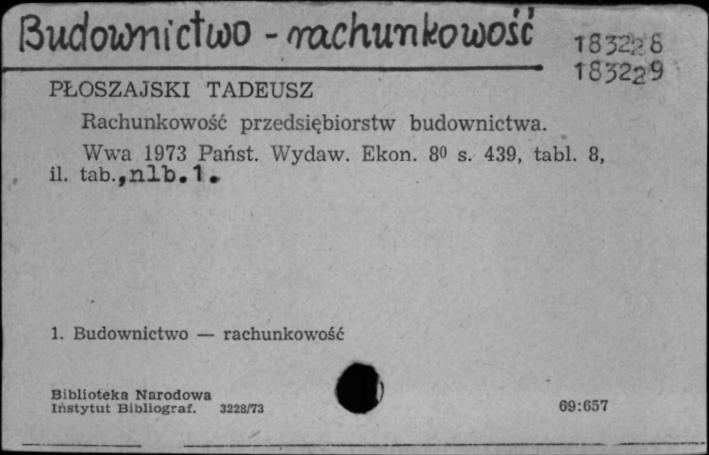 Budownictwo - rachunkowość
183228
183229
PŁOSZAJSKI TADEUSZ
Rachunkowość przedsiębiorstw budownictwa.
Wwa 1973 Państ. Wydaw. Ekon. 8⁰ s. 439, tabl. 8,
il. tab., nlb. 1.
1. Budownictwo — rachunkowość
Biblioteka Narodowa
Instytut Bibliograf. 3228/73
69:657